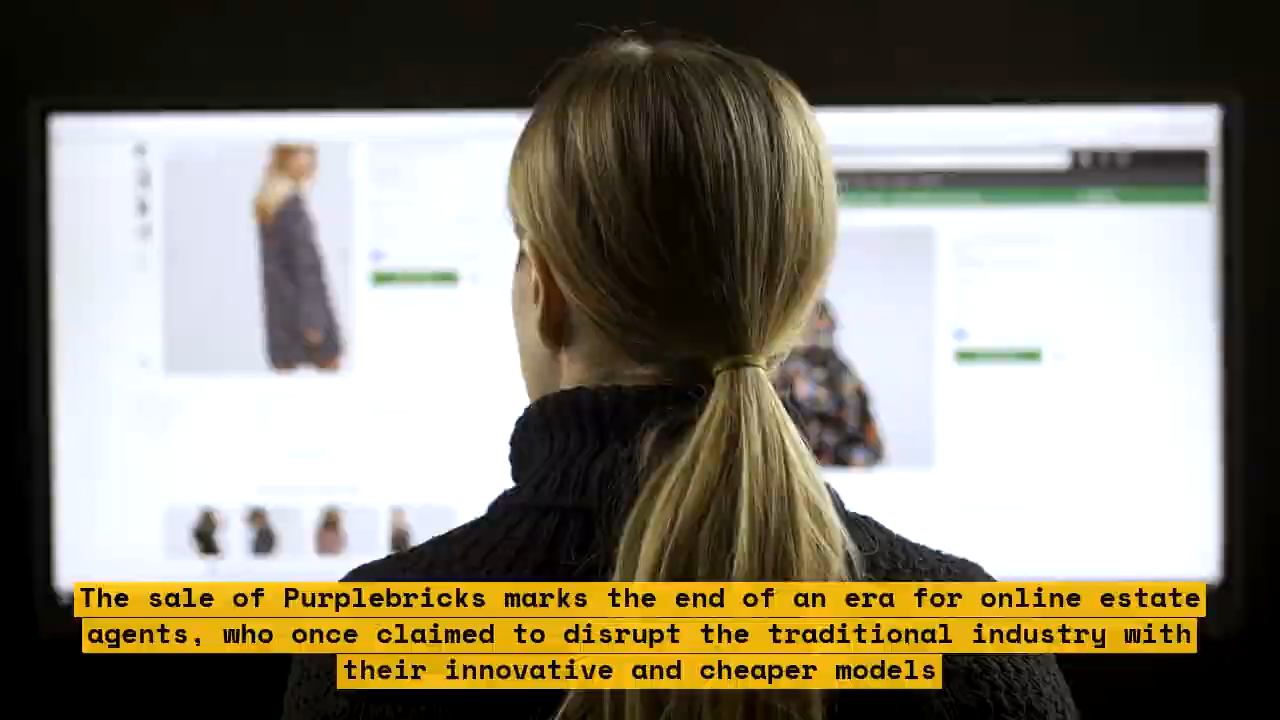 The sale of Purplebricks marks the end of an era for online estate
agents, who once claimed to disrupt the traditional industry with
their innovative and cheaper models